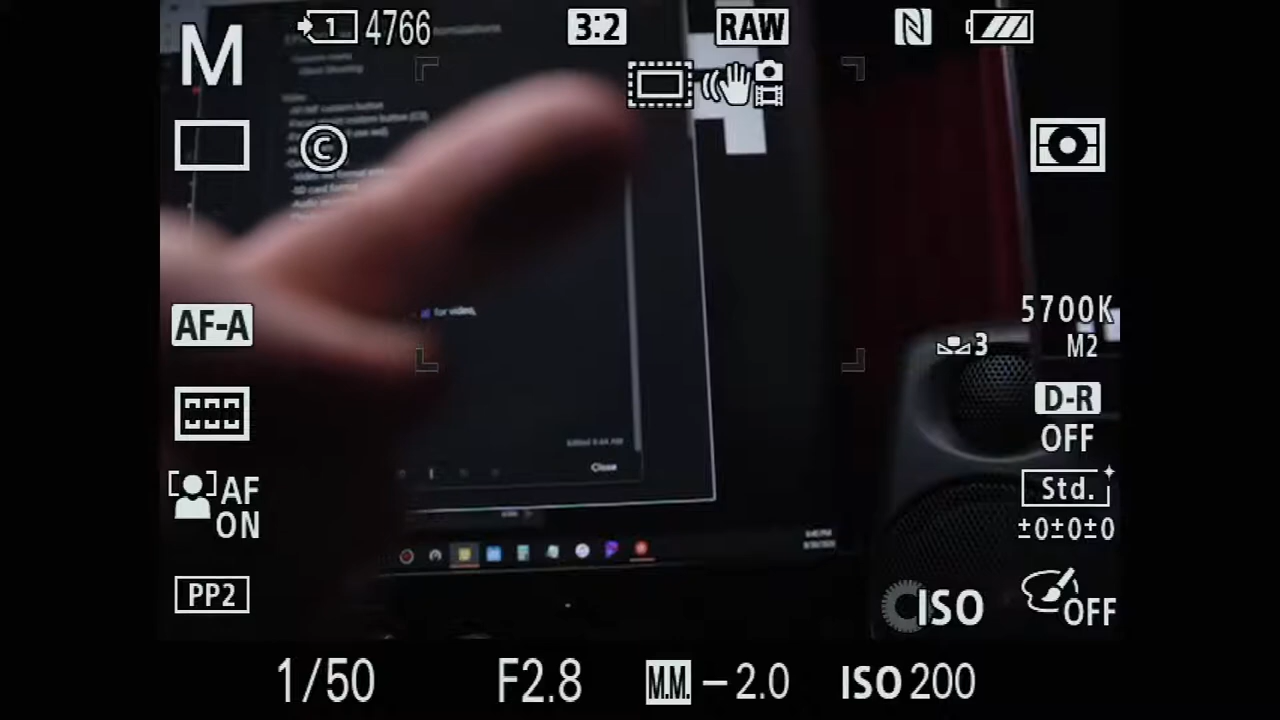 M
1 4766
3:2
RAW
N
C
AF-A
AF
ON
PP2
5700K
3 M2
D-R
OFF
Std.
±0±0±0
ISO
OFF
for video,
Close
1/50 F2.8 M.M. -2.0 ISO 200